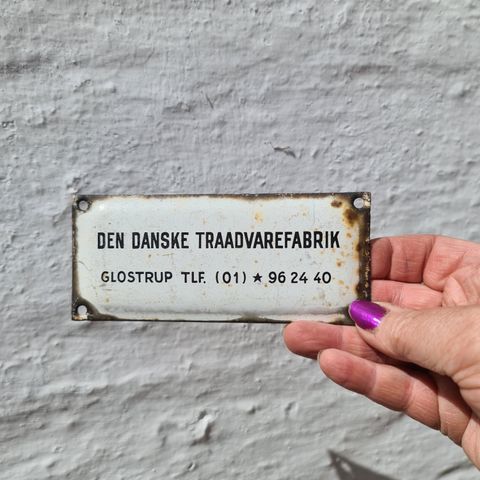 DEN DANSKE TRAADVAREFABRIK
GLOSTRUP TLF. (01) ★ 96 24 40